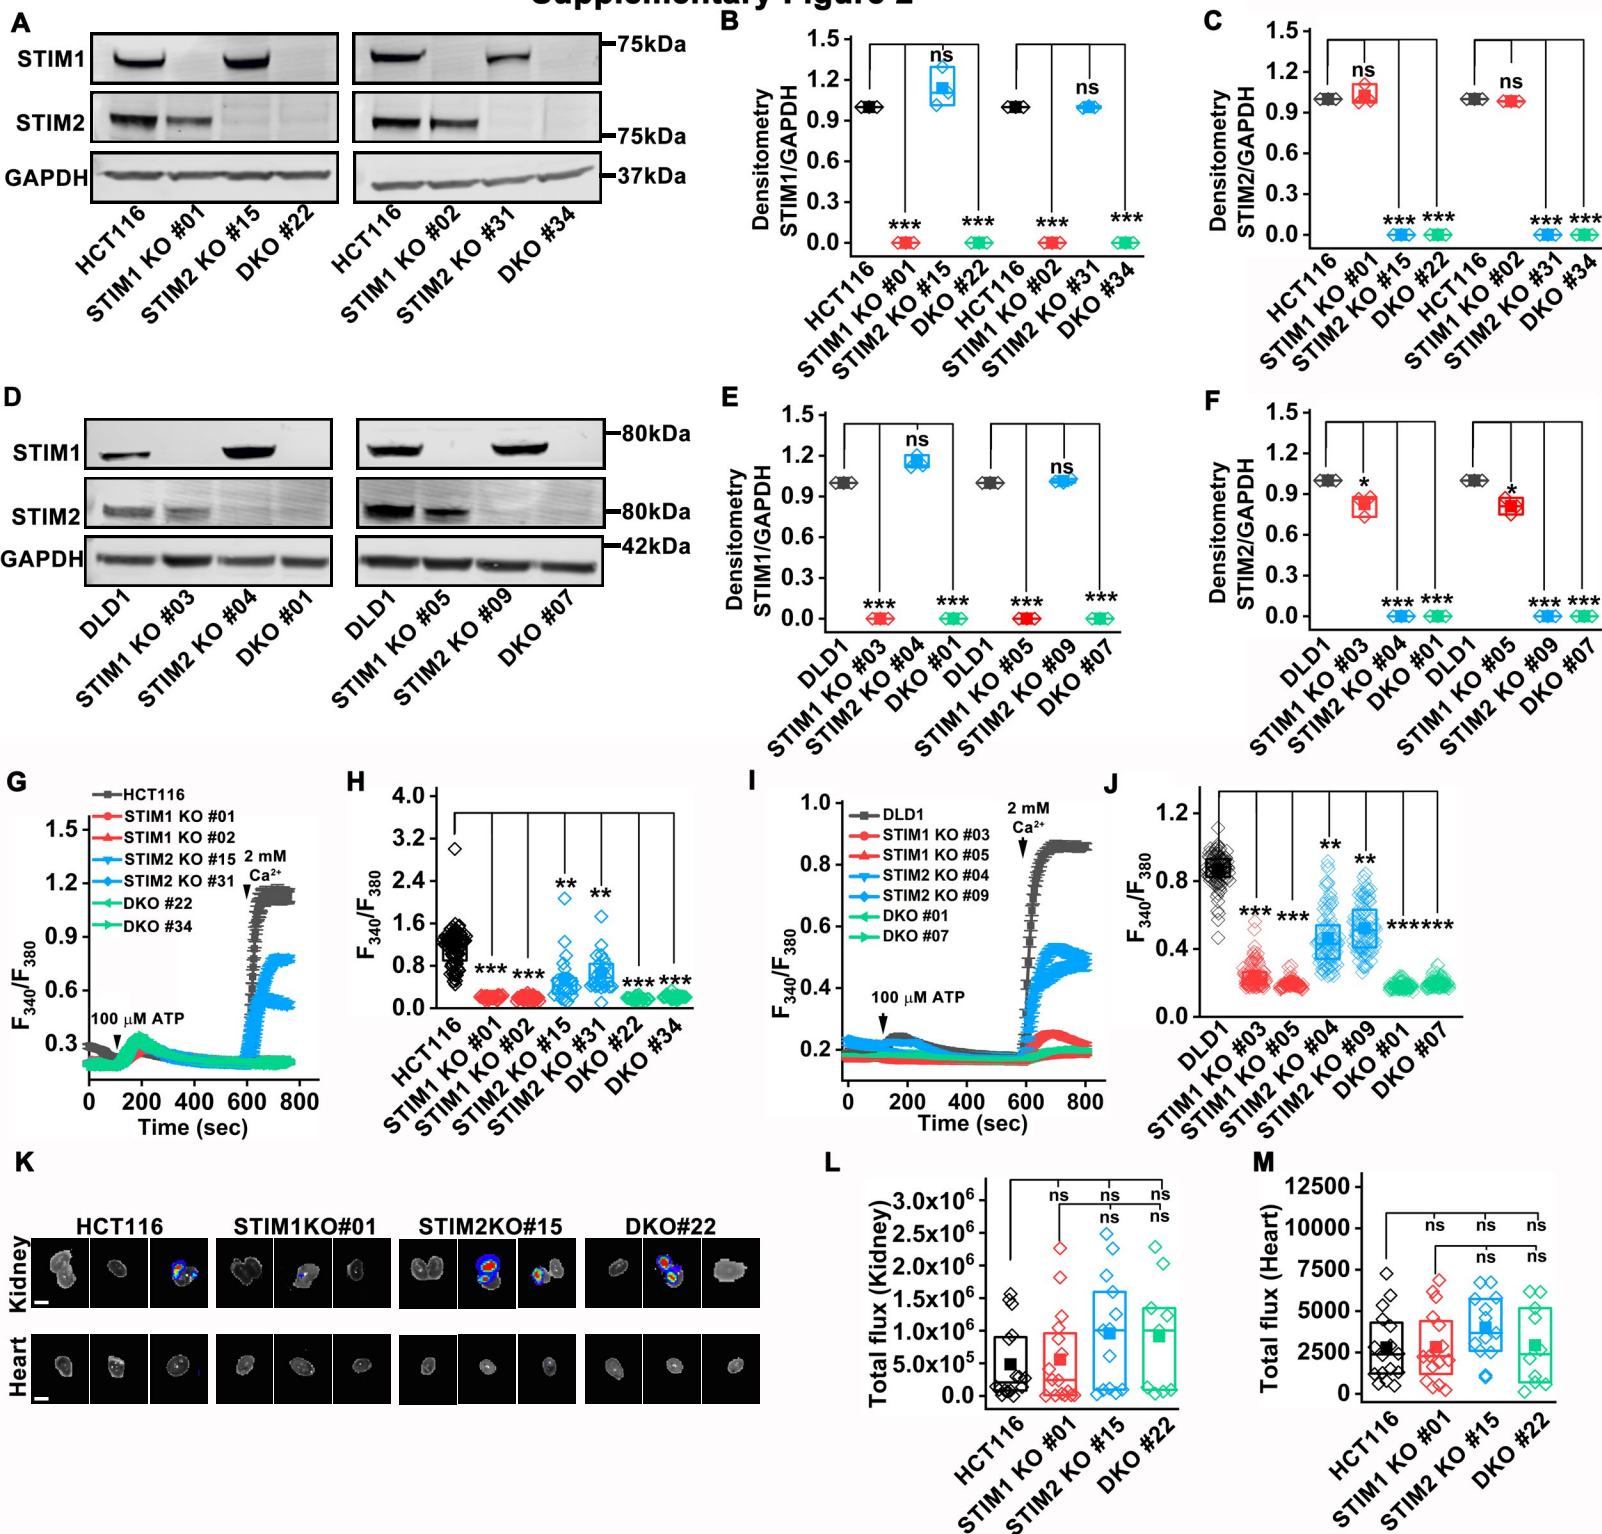 Supplementary Figure 2
A
STIM1
STIM2
GAPDH
75kDa
75kDa
37kDa
HCT116
STIM1 KO #01
STIM2 KO #15
DKO #22
HCT116
STIM1 KO #02
STIM2 KO #31
DKO #34
B
Densitometry
STIM1/GAPDH
1.5
1.2
0.9
0.6
0.3
0.0
***
ns
***
***
ns
***
HCT116
STIM1 KO #01
STIM2 KO #15
DKO #22
HCT116
STIM1 KO #02
STIM2 KO #31
DKO #34
C
Densitometry
STIM2/GAPDH
1.5
1.2
0.9
0.6
0.3
0.0
ns
***
***
ns
***
***
HCT116
STIM1 KO #01
STIM2 KO #15
DKO #22
HCT116
STIM1 KO #02
STIM2 KO #31
DKO #34
D
STIM1
STIM2
GAPDH
80kDa
80kDa
42kDa
DLD1
STIM1 KO #03
STIM2 KO #04
DKO #01
DLD1
STIM1 KO #05
STIM2 KO #09
DKO #07
E
Densitometry
STIM1/GAPDH
1.5
1.2
0.9
0.6
0.3
0.0
***
ns
***
***
ns
***
DLD1
STIM1 KO #03
STIM2 KO #04
DKO #01
DLD1
STIM1 KO #05
STIM2 KO #09
DKO #07
F
Densitometry
STIM2/GAPDH
1.5
1.2
0.9
0.6
0.3
0.0
*
***
***
*
***
***
DLD1
STIM1 KO #03
STIM2 KO #04
DKO #01
DLD1
STIM1 KO #05
STIM2 KO #09
DKO #07
G
HCT116
STIM1 KO #01
STIM1 KO #02
STIM2 KO #15
STIM2 KO #31
DKO #22
DKO #34
2 mM
Ca²⁺
100 µM ATP
F340/F380
1.5
1.2
0.9
0.6
0.3
0 200 400 600 800
Time (sec)
H
F340/F380
4.0
3.2
2.4
1.6
0.8
0.0
***
***
**
**
***
***
HCT116
STIM1 KO #01
STIM1 KO #02
STIM2 KO #15
STIM2 KO #31
DKO #22
DKO #34
I
DLD1
STIM1 KO #03
STIM1 KO #05
STIM2 KO #04
STIM2 KO #09
DKO #01
DKO #07
2 mM
Ca²⁺
100 µM ATP
F340/F380
1.0
0.8
0.6
0.4
0.2
0 200 400 600 800
Time (sec)
J
F340/F380
1.2
0.8
0.4
0.0
***
***
**
**
***
***
DLD1
STIM1 KO #03
STIM1 KO #05
STIM2 KO #04
STIM2 KO #09
DKO #01
DKO #07
K
HCT116 STIM1KO#01 STIM2KO#15 DKO#22
Kidney
Heart
L
Total flux (Kidney)
3.0x10⁶
2.5x10⁶
2.0x10⁶
1.5x10⁶
1.0x10⁶
5.0x10⁵
0.0
ns ns ns
ns ns
HCT116
STIM1 KO #01
STIM2 KO #15
DKO #22
M
Total flux (Heart)
12500
10000
7500
5000
2500
0
ns ns ns
ns ns
HCT116
STIM1 KO #01
STIM2 KO #15
DKO #22